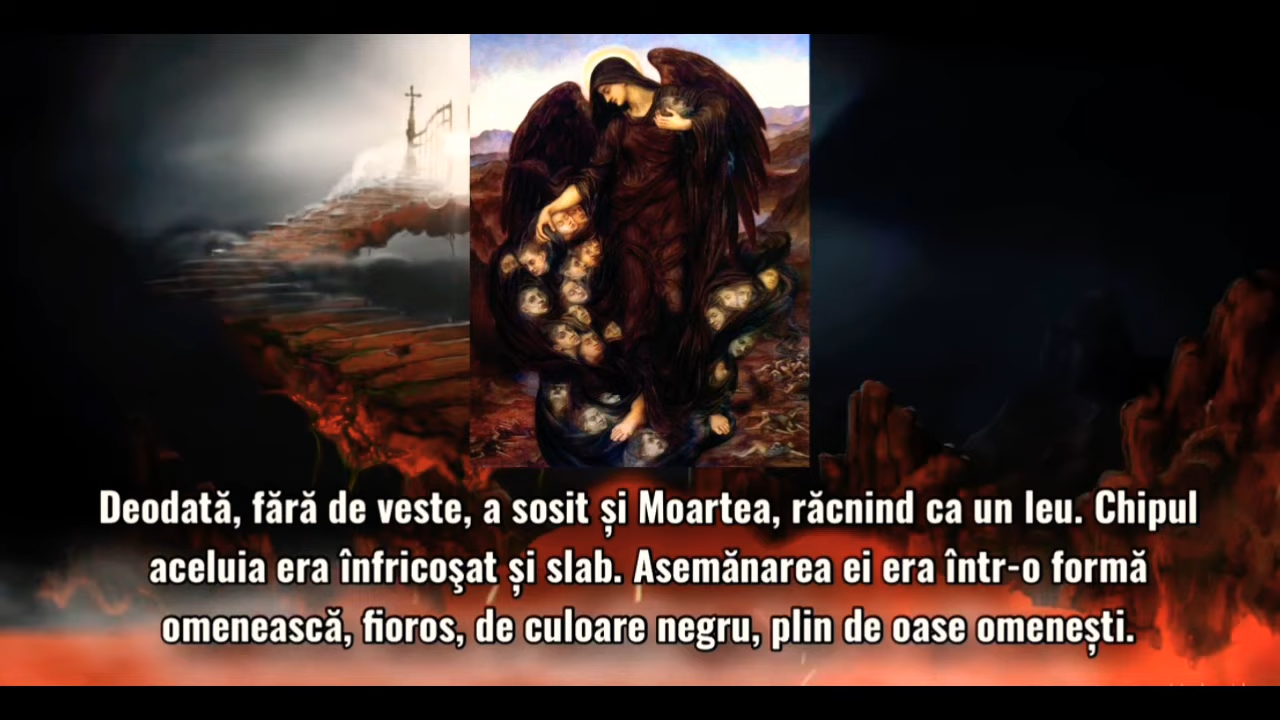 Deodată, fără de veste, a sosit și Moartea, răcnind ca un leu. Chipul
aceluia era înfricoşat și slab. Asemănarea ei era într-o formă
omenească, fioros, de culoare negru, plin de oase omenești.